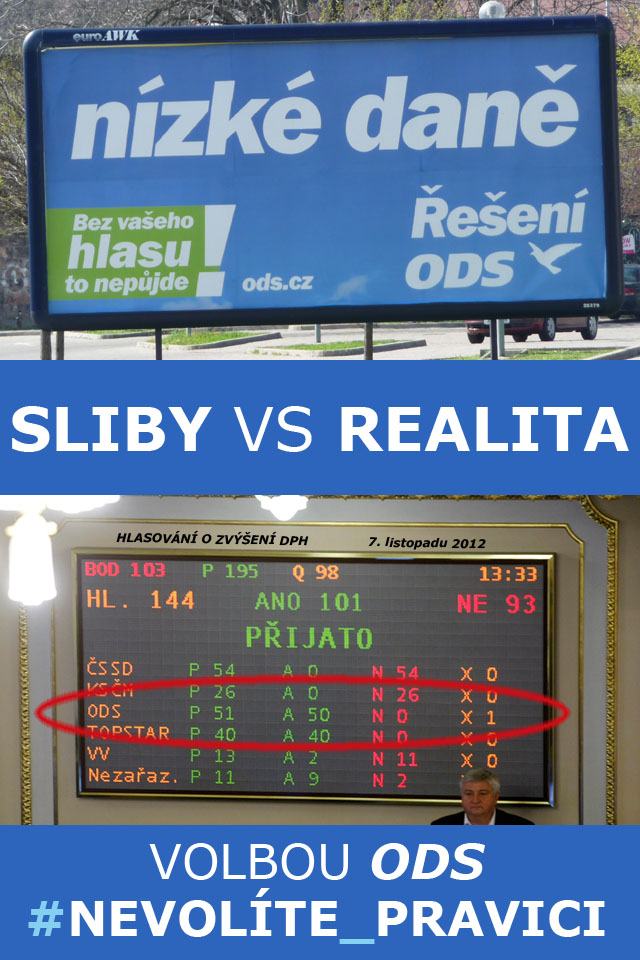 euroAWK
nízké daně
Bez vašeho
hlasu
to nepůjde!
ods.cz
Řešení
ODS
SLIBY VS REALITA
HLASOVÁNÍ O ZVÝŠENÍ DPH 7. listopadu 2012
BOD 103 P 195 Q 98 13:33
HL. 144 ANO 101 NE 93
PŘIJATO
ČSSD P 54 A 0 N 54 X 0
KSČM P 26 A 0 N 26 X 0
ODS P 51 A 50 N 0 X 1
TOPSTAR P 40 A 40 N 0 X 0
VV P 13 A 2 N 11 X 0
Nezařaz. P 11 A 9 N 2
VOLBOU ODS
#NEVOLÍTE_PRAVICI